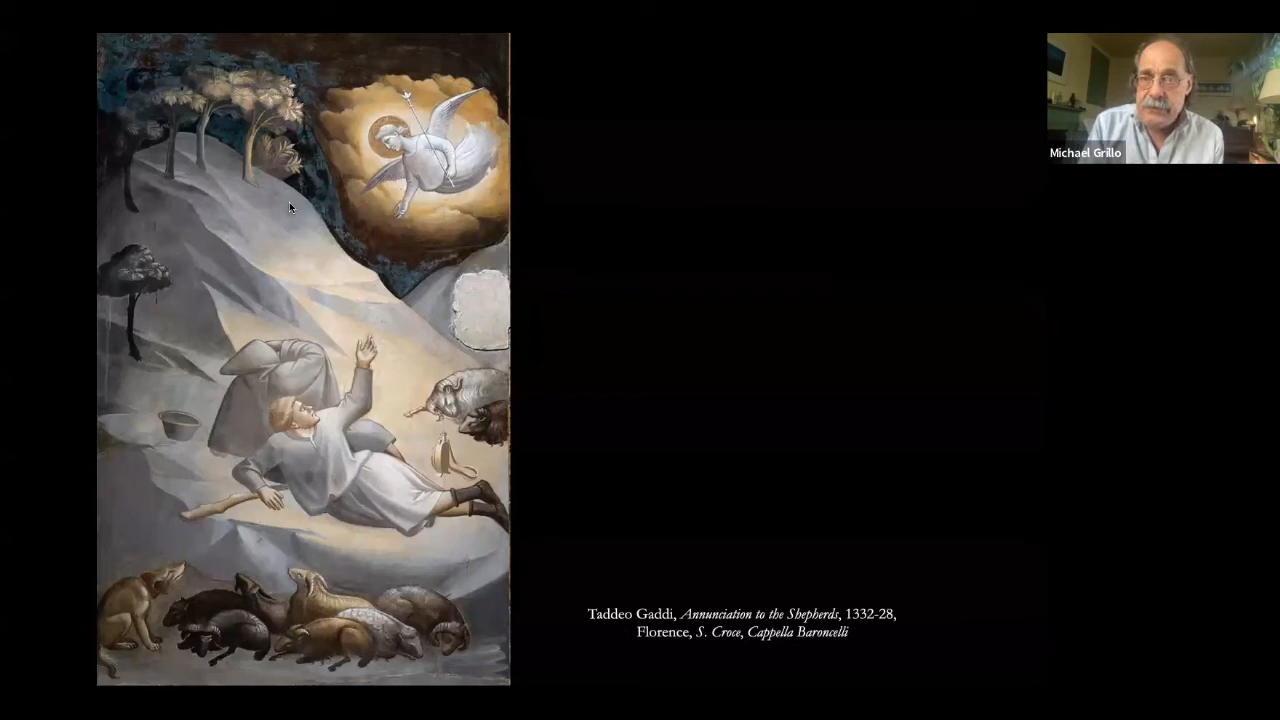 Michael Grillo
Taddeo Gaddi, Annunciation to the Shepherds, 1332-28,
Florence, S. Croce, Cappella Baroncelli